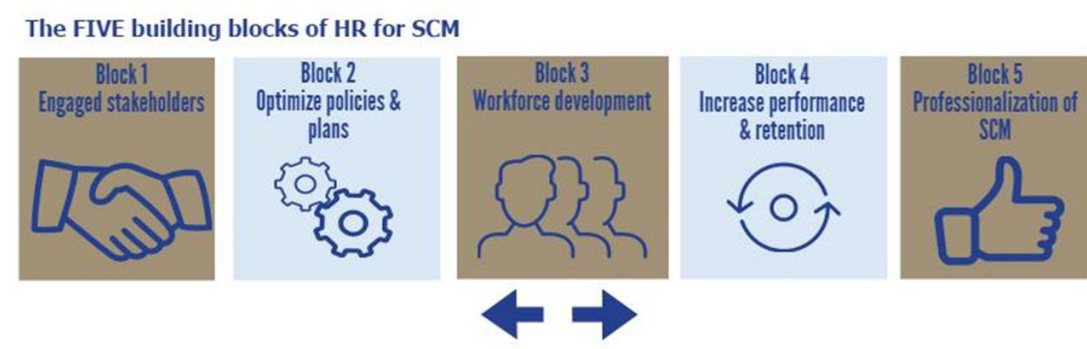 The FIVE building blocks of HR for SCM
Block 1
Engaged stakeholders
Block 2
Optimize policies &
plans
Block 3
Workforce development
Block 4
Increase performance
& retention
Block 5
Professionalization of
SCM